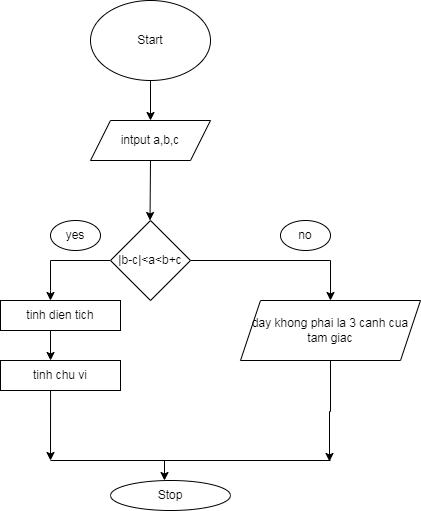 Start
intput a,b,c
yes
no
|b-c|<a<b+c
tinh dien tich
day khong phai la 3 canh cua
tam giac
tinh chu vi
Stop